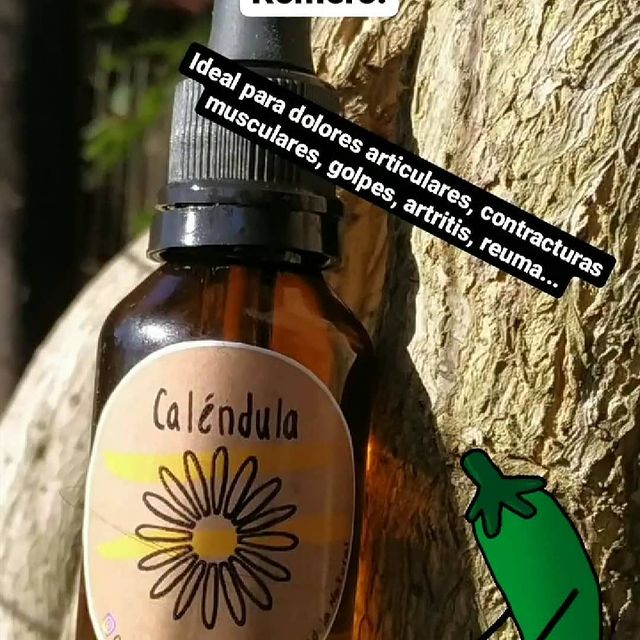 Romero.
Ideal para dolores articulares, contracturas
musculares, golpes, artritis, reuma...
Caléndula